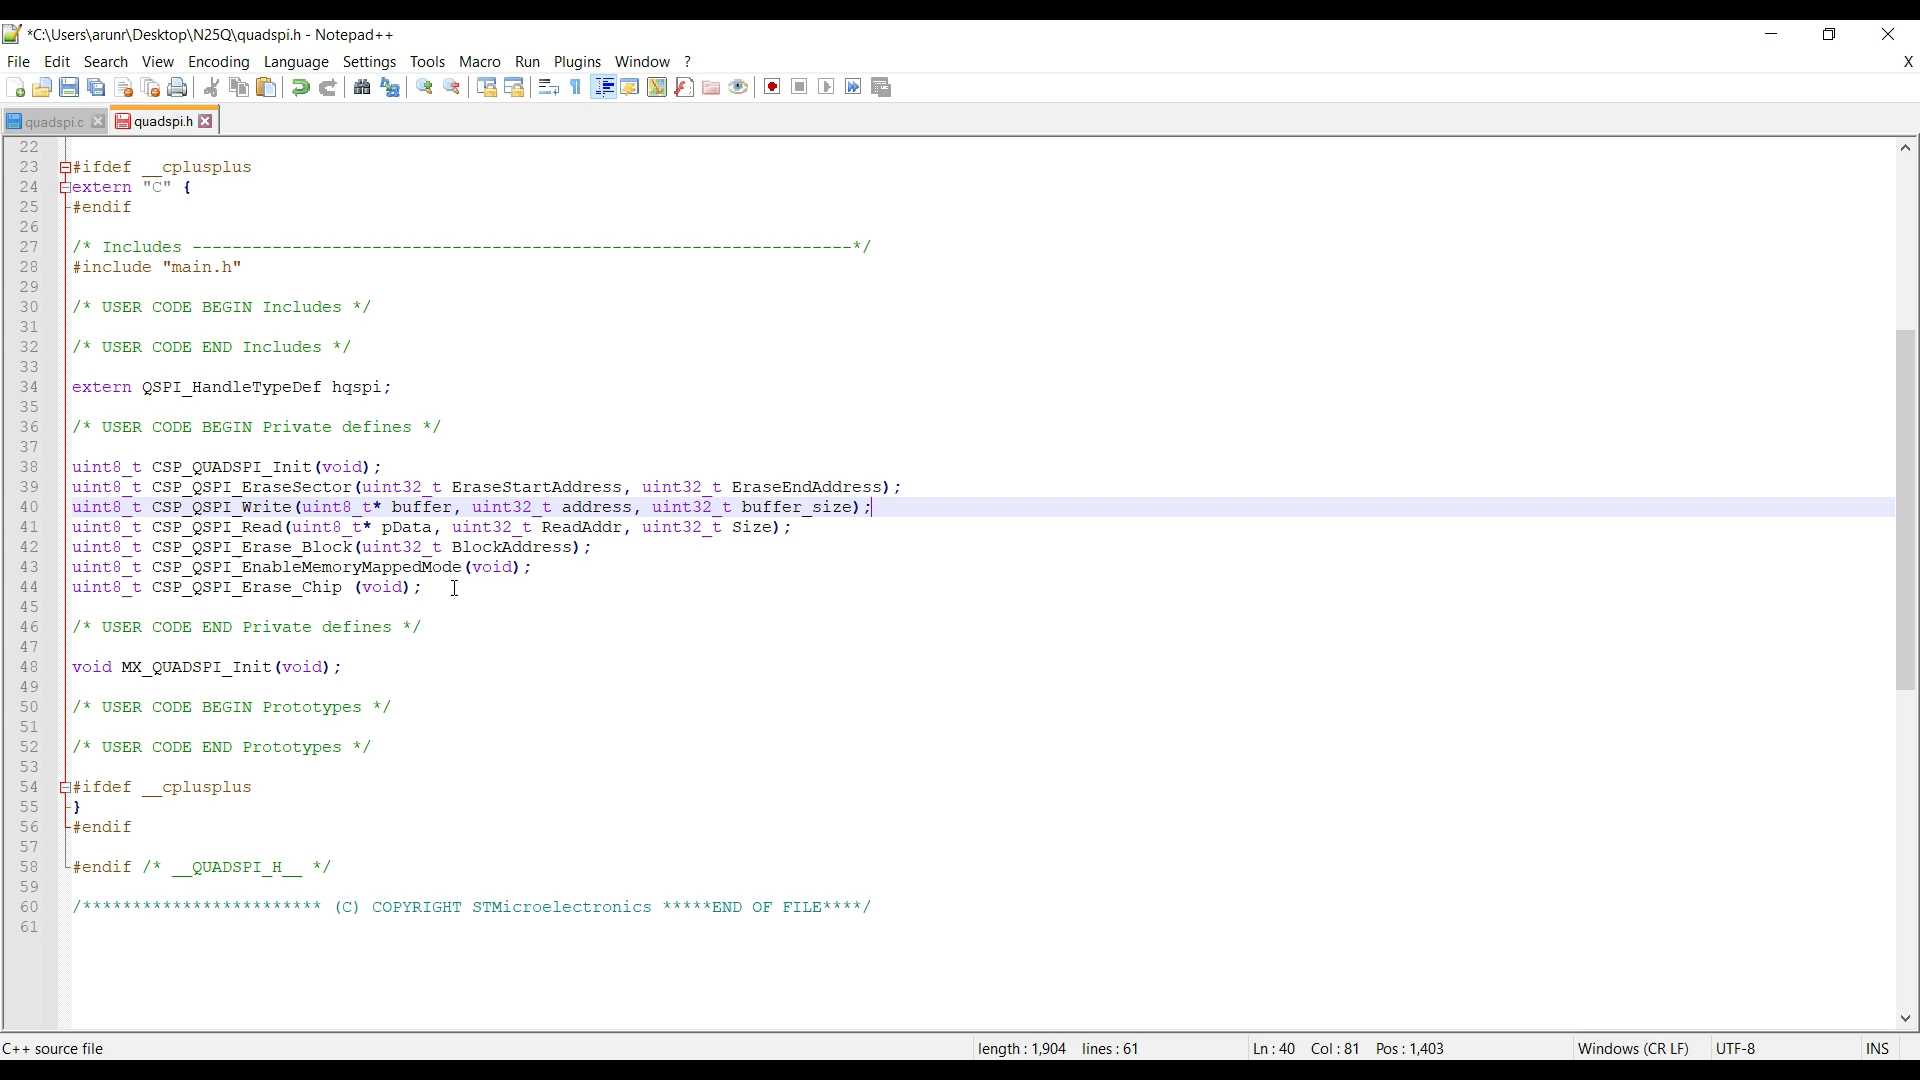 *C:\Users\arunr\Desktop\N25Q\quadspi.h - Notepad++
File Edit Search View Encoding Language Settings Tools Macro Run Plugins Window ? X
quadspi.c quadspi.h
22
23 #ifdef __cplusplus
24 extern "C" {
25 #endif
26
27 /* Includes ------------------------------------------------------------------*/
28 #include "main.h"
29
30 /* USER CODE BEGIN Includes */
31
32 /* USER CODE END Includes */
33
34 extern QSPI_HandleTypeDef hqspi;
35
36 /* USER CODE BEGIN Private defines */
37
38 uint8_t CSP_QUADSPI_Init(void);
39 uint8_t CSP_QSPI_EraseSector(uint32_t EraseStartAddress, uint32_t EraseEndAddress);
40 uint8_t CSP_QSPI_Write(uint8_t* buffer, uint32_t address, uint32_t buffer_size);
41 uint8_t CSP_QSPI_Read(uint8_t* pData, uint32_t ReadAddr, uint32_t Size);
42 uint8_t CSP_QSPI_Erase_Block(uint32_t BlockAddress);
43 uint8_t CSP_QSPI_EnableMemoryMappedMode(void);
44 uint8_t CSP_QSPI_Erase_Chip (void);
45
46 /* USER CODE END Private defines */
47
48 void MX_QUADSPI_Init(void);
49
50 /* USER CODE BEGIN Prototypes */
51
52 /* USER CODE END Prototypes */
53
54 #ifdef __cplusplus
55 }
56 #endif
57
58 #endif /* __QUADSPI_H__ */
59
60 /************************ (C) COPYRIGHT STMicroelectronics *****END OF FILE****/
61
C++ source file length : 1,904 lines : 61 Ln : 40 Col : 81 Pos : 1,403 Windows (CR LF) UTF-8 INS